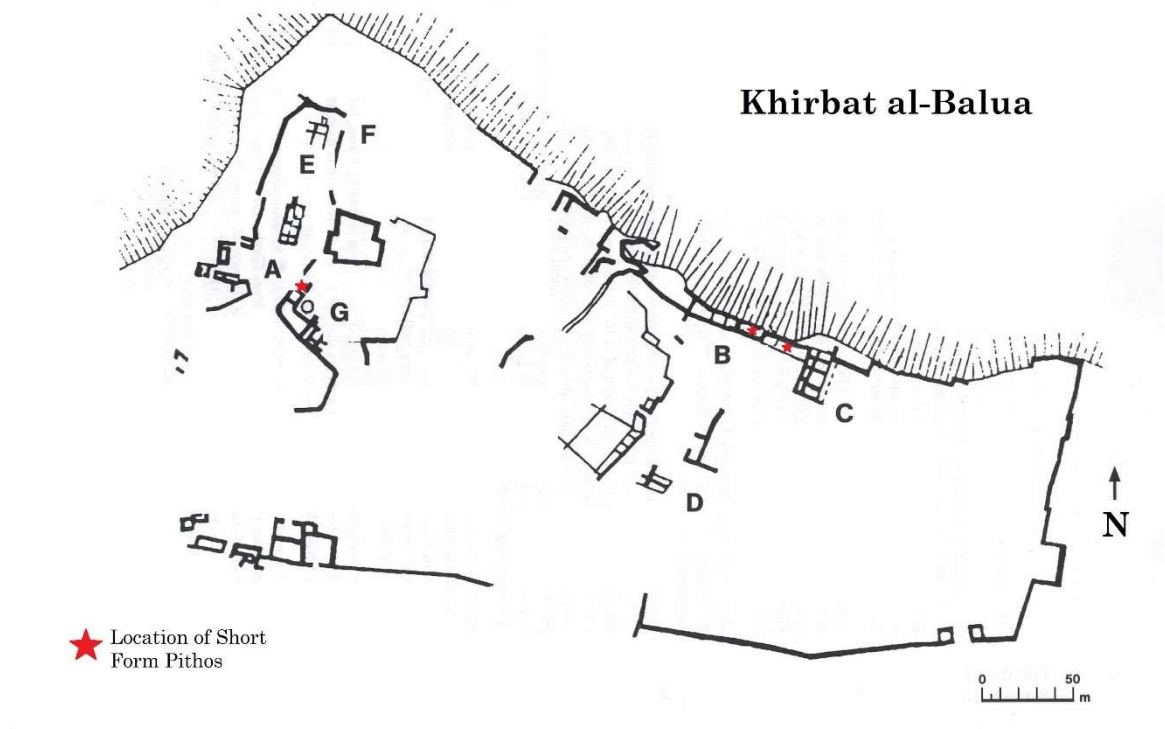 Khirbat al-Balua
F
E
A
G
B
C
D
N
Location of Short
Form Pithos
0 50
m